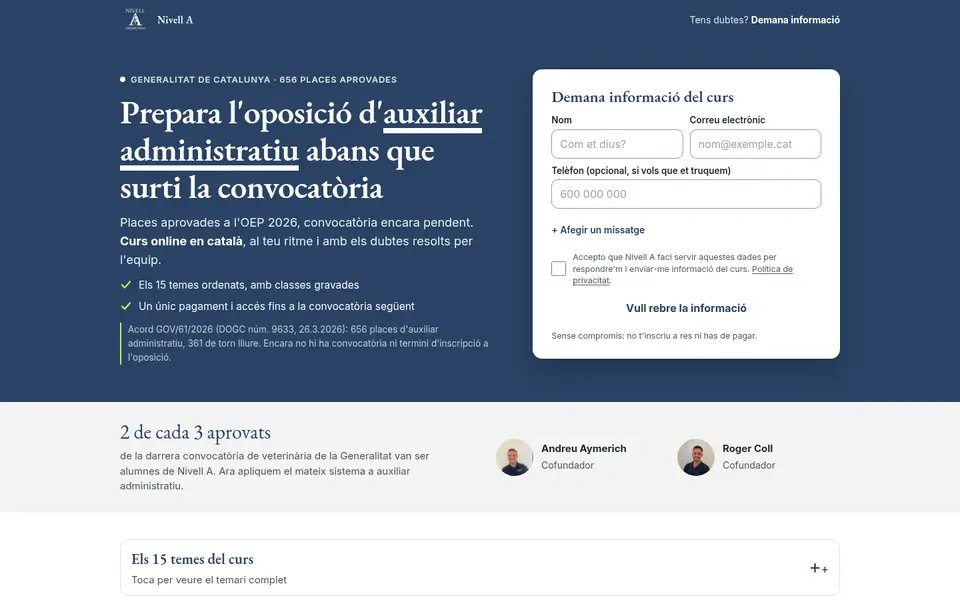 NIVELL
A
Nivell A
Tens dubtes? Demana informació
GENERALITAT DE CATALUNYA · 656 PLACES APROVADES
Prepara l'oposició d'auxiliar
administratiu abans que
surti la convocatòria
Places aprovades a l'OEP 2026, convocatòria encara pendent.
Curs online en català, al teu ritme i amb els dubtes resolts per
l'equip.
Els 15 temes ordenats, amb classes gravades
Un únic pagament i accés fins a la convocatòria següent
Acord GOV/61/2026 (DOGC núm. 9633, 26.3.2026): 656 places d'auxiliar
administratiu, 361 de torn lliure. Encara no hi ha convocatòria ni termini d'inscripció a
l'oposició.
Demana informació del curs
Nom
Correu electrònic
Com et dius?
nom@exemple.cat
Telèfon (opcional, si vols que et truquem)
600 000 000
+ Afegir un missatge
Accepto que Nivell A faci servir aquestes dades per
respondre'm i enviar-me informació del curs. Política de
privacitat.
Vull rebre la informació
Sense compromís: no t'inscriu a res ni has de pagar.
2 de cada 3 aprovats
de la darrera convocatòria de veterinària de la Generalitat van ser
alumnes de Nivell A. Ara apliquem el mateix sistema a auxiliar
administratiu.
Andreu Aymerich
Cofundador
Roger Coll
Cofundador
Els 15 temes del curs
Toca per veure el temari complet
++